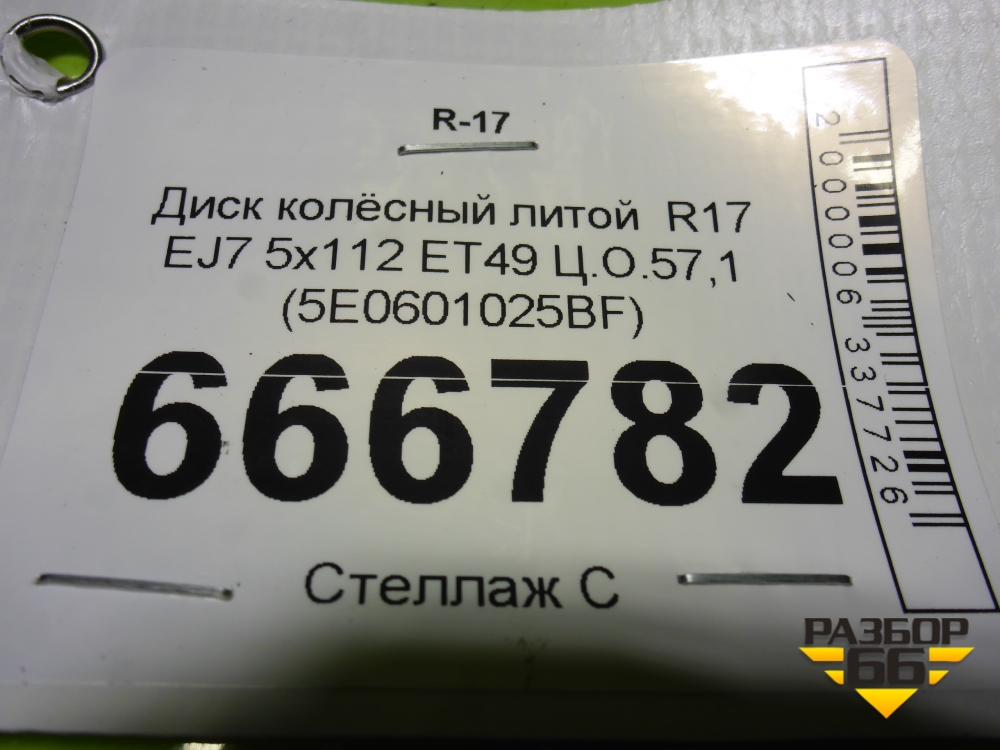 R-17
Диск колёсный литой R17
EJ7 5x112 ET49 Ц.О.57,1
(5E0601025BF)
666782
Стеллаж С
2000006337726
РАЗБОР
66